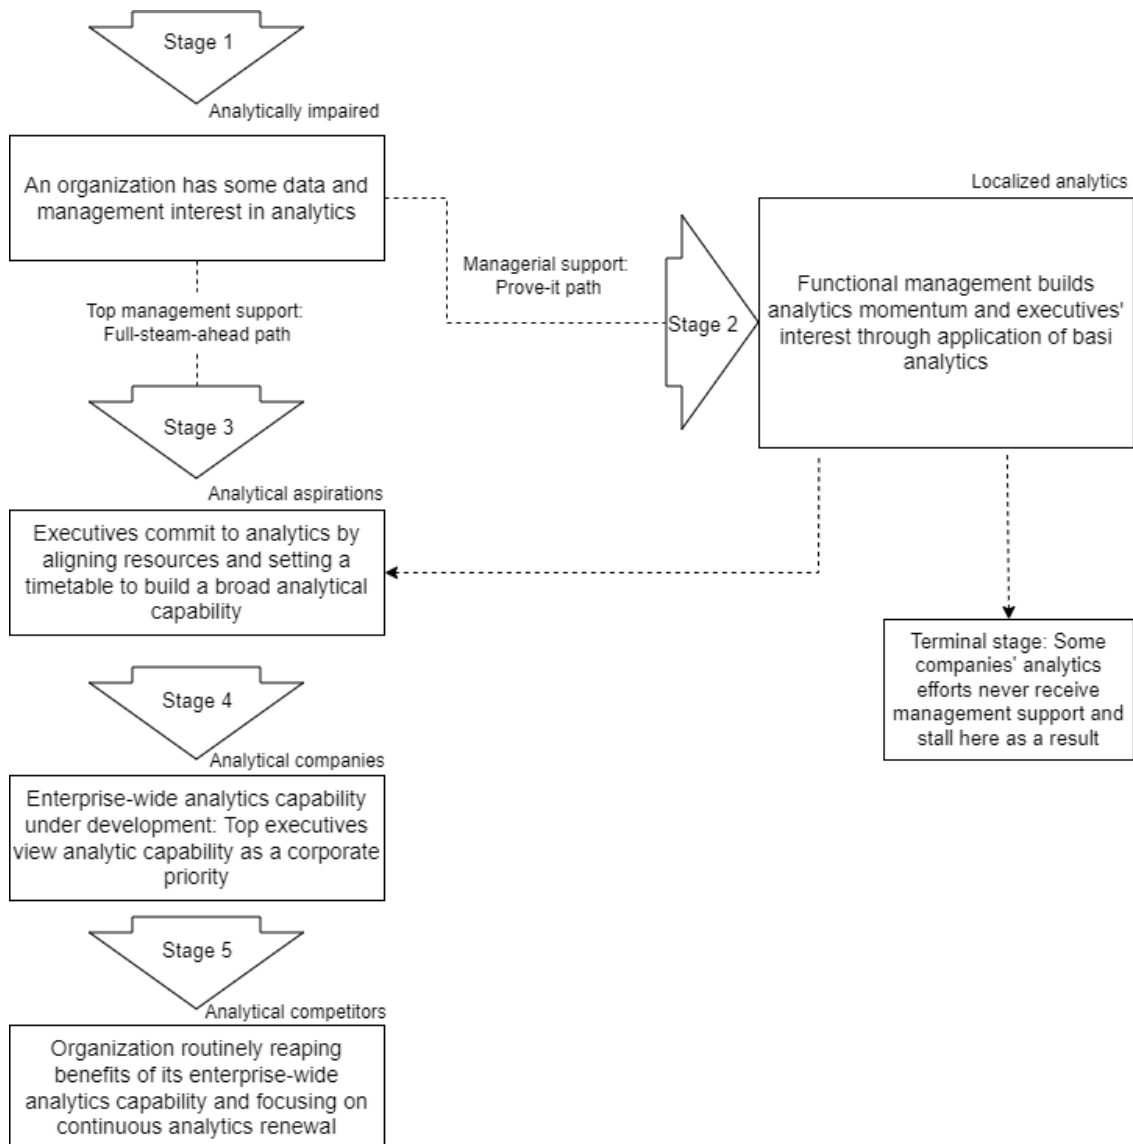 Stage 1
Analytically impaired
An organization has some data and
management interest in analytics
Top management support:
Full-steam-ahead path
Managerial support:
Prove-it path
Stage 2
Localized analytics
Functional management builds
analytics momentum and executives'
interest through application of basi
analytics
Terminal stage: Some
companies' analytics
efforts never receive
management support and
stall here as a result
Stage 3
Analytical aspirations
Executives commit to analytics by
aligning resources and setting a
timetable to build a broad analytical
capability
Stage 4
Analytical companies
Enterprise-wide analytics capability
under development: Top executives
view analytic capability as a corporate
priority
Stage 5
Analytical competitors
Organization routinely reaping
benefits of its enterprise-wide
analytics capability and focusing on
continuous analytics renewal